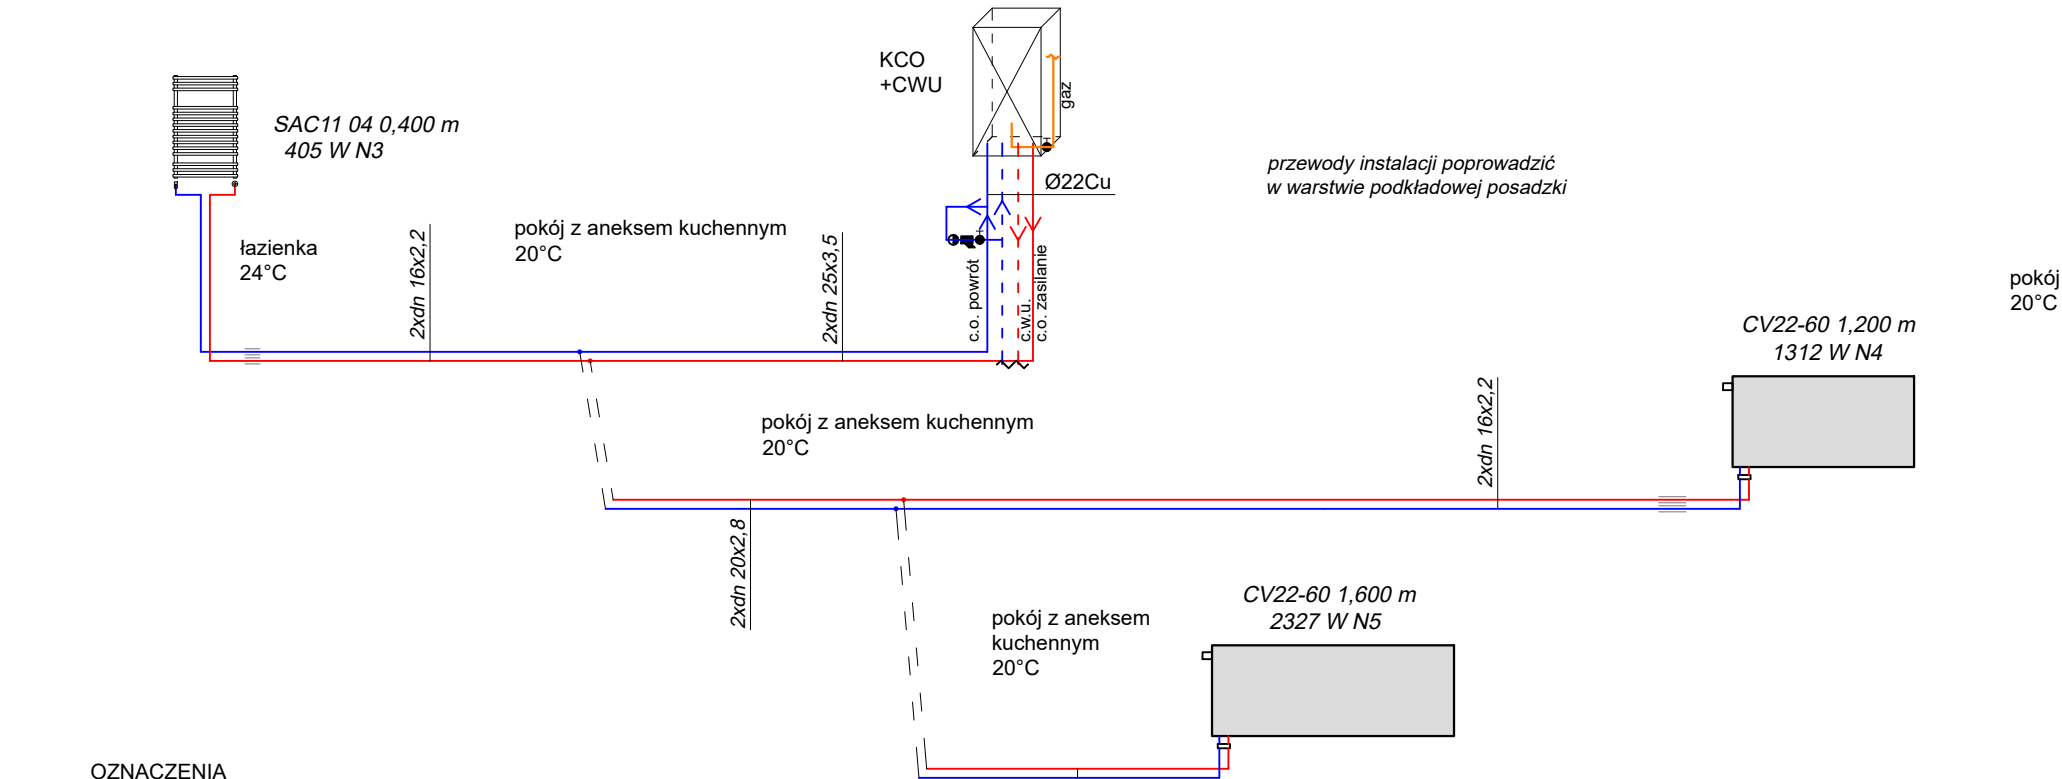 KCO
+CWU
gaz
SAC11 04 0,400 m
405 W N3
przewody instalacji poprowadzić
w warstwie podkładowej posadzki
Ø22Cu
łazienka
24°C
2xdn 16x2,2
pokój z aneksem kuchennym
20°C
2xdn 25x3,5
c.o. powrót
c.w.u.
c.o. zasilanie
pokój
20°C
CV22-60 1,200 m
1312 W N4
pokój z aneksem kuchennym
20°C
2xdn 16x2,2
2xdn 20x2,8
pokój z aneksem
kuchennym
20°C
CV22-60 1,600 m
2327 W N5
OZNACZENIA